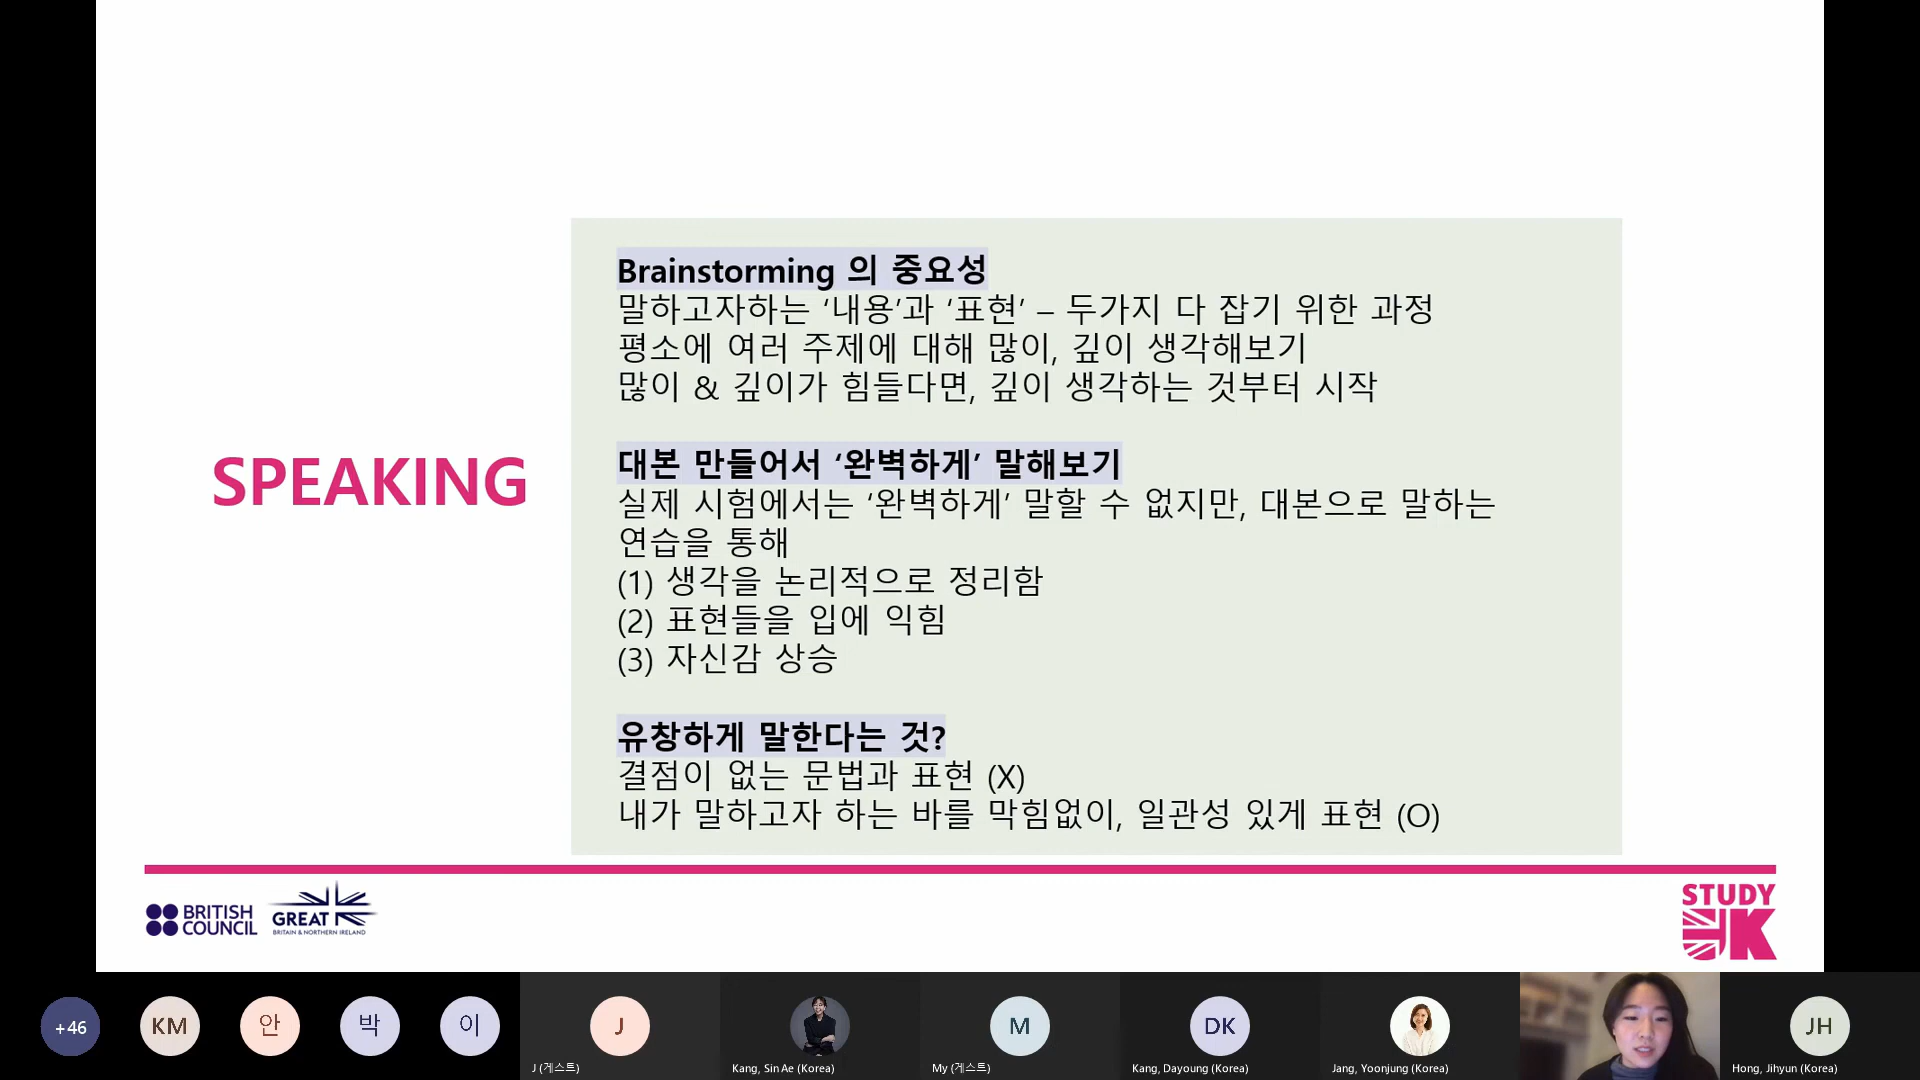 Brainstorming 의 중요성
말하고자하는 ‘내용’과 ‘표현’ – 두가지 다 잡기 위한 과정
평소에 여러 주제에 대해 많이, 깊이 생각해보기
많이 & 깊이가 힘들다면, 깊이 생각하는 것부터 시작
SPEAKING
대본 만들어서 ‘완벽하게’ 말해보기
실제 시험에서는 ‘완벽하게’ 말할 수 없지만, 대본으로 말하는
연습을 통해
(1) 생각을 논리적으로 정리함
(2) 표현들을 입에 익힘
(3) 자신감 상승
유창하게 말한다는 것?
결점이 없는 문법과 표현 (X)
내가 말하고자 하는 바를 막힘없이, 일관성 있게 표현 (O)
BRITISH
COUNCIL
GREAT
BRITAIN & NORTHERN IRELAND
STUDY
UK
+46
KM
안
박
이
J
J (게스트)
Kang, Sin Ae (Korea)
M
My (게스트)
DK
Kang, Dayoung (Korea)
Jang, Yoonjung (Korea)
JH
Hong, Jihyun (Korea)